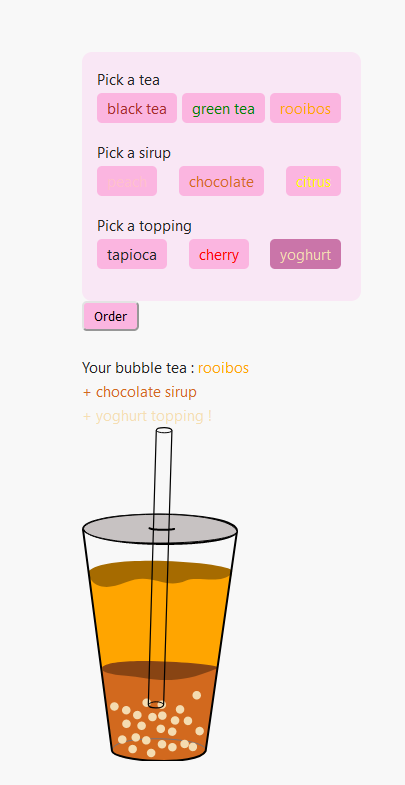 Pick a tea
black tea green tea rooibos
Pick a sirup
peach chocolate citrus
Pick a topping
tapioca cherry yoghurt
Order
Your bubble tea : rooibos
+ chocolate sirup
+ yoghurt topping !